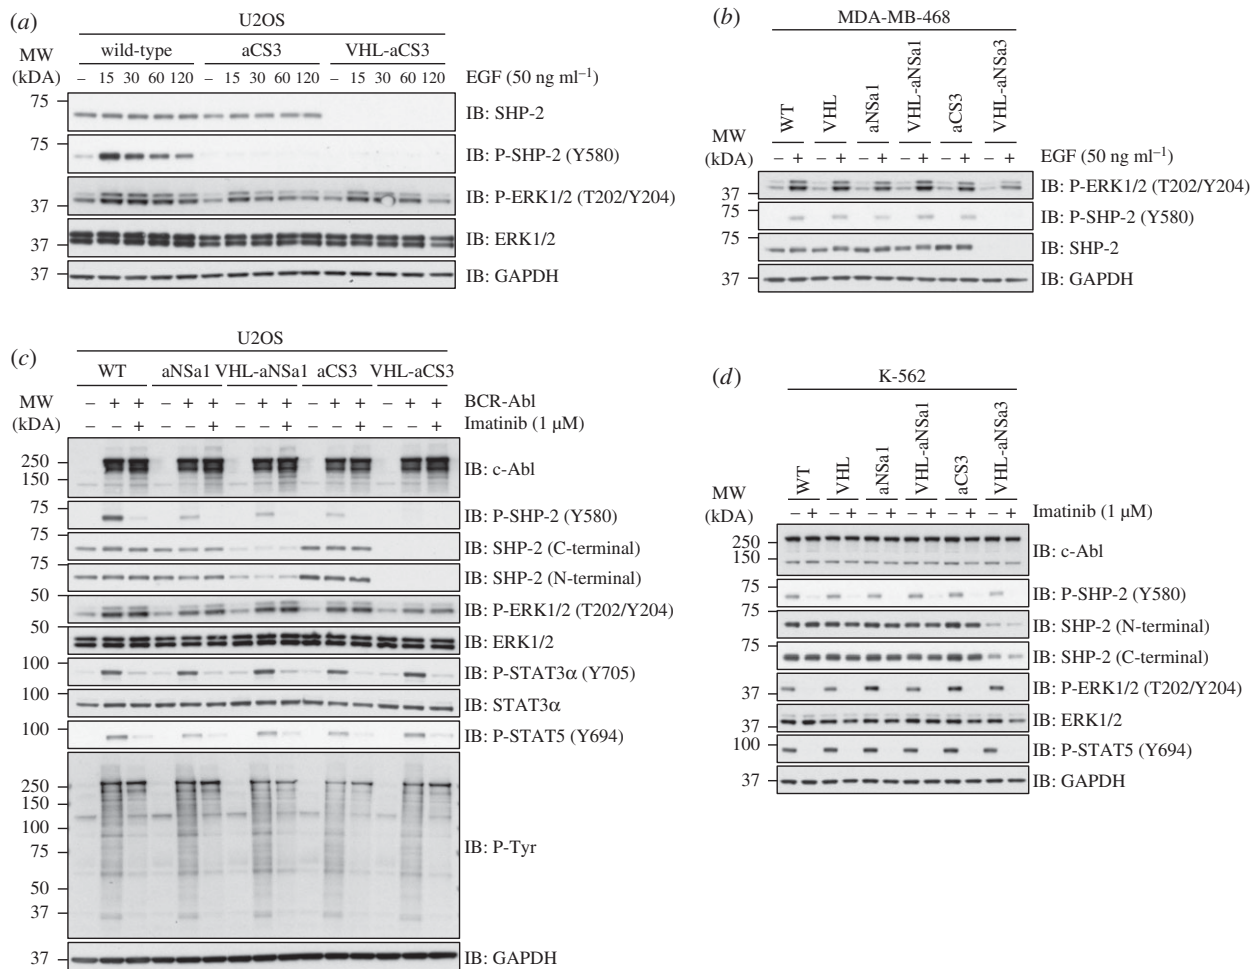 (a)
U2OS
MW (kDA)
wild-type aCS3 VHL-aCS3
– 15 30 60 120 – 15 30 60 120 – 15 30 60 120 EGF (50 ng ml–1)
75
IB: SHP-2
75
IB: P-SHP-2 (Y580)
IB: P-ERK1/2 (T202/Y204)
37
37
IB: ERK1/2
37
IB: GAPDH
(b)
MDA-MB-468
WT VHL aNSa1 VHL-aNSa1 aCS3 VHL-aNSa3
MW (kDA)
– + – + – + – + – + – + EGF (50 ng ml–1)
37
IB: P-ERK1/2 (T202/Y204)
75
IB: P-SHP-2 (Y580)
75
IB: SHP-2
37
IB: GAPDH
(c)
U2OS
WT aNSa1 VHL-aNSa1 aCS3 VHL-aCS3
MW (kDA)
– + + – + + – + + – + + – + + BCR-Abl
– – + – – + – – + – – + – – + Imatinib (1 µM)
250
150
IB: c-Abl
75
IB: P-SHP-2 (Y580)
75
IB: SHP-2 (C-terminal)
75
IB: SHP-2 (N-terminal)
50
IB: P-ERK1/2 (T202/Y204)
50
IB: ERK1/2
100
IB: P-STAT3α (Y705)
100
IB: STAT3α
100
IB: P-STAT5 (Y694)
250
150
100
75
50
37
IB: P-Tyr
37
IB: GAPDH
(d)
K-562
WT VHL aNSa1 VHL-aNSa1 aCS3 VHL-aNSa3
MW (kDA)
– + – + – + – + – + – + Imatinib (1 µM)
250
150
IB: c-Abl
75
IB: P-SHP-2 (Y580)
75
IB: SHP-2 (N-terminal)
75
IB: SHP-2 (C-terminal)
37
IB: P-ERK1/2 (T202/Y204)
37
IB: ERK1/2
100
IB: P-STAT5 (Y694)
37
IB: GAPDH